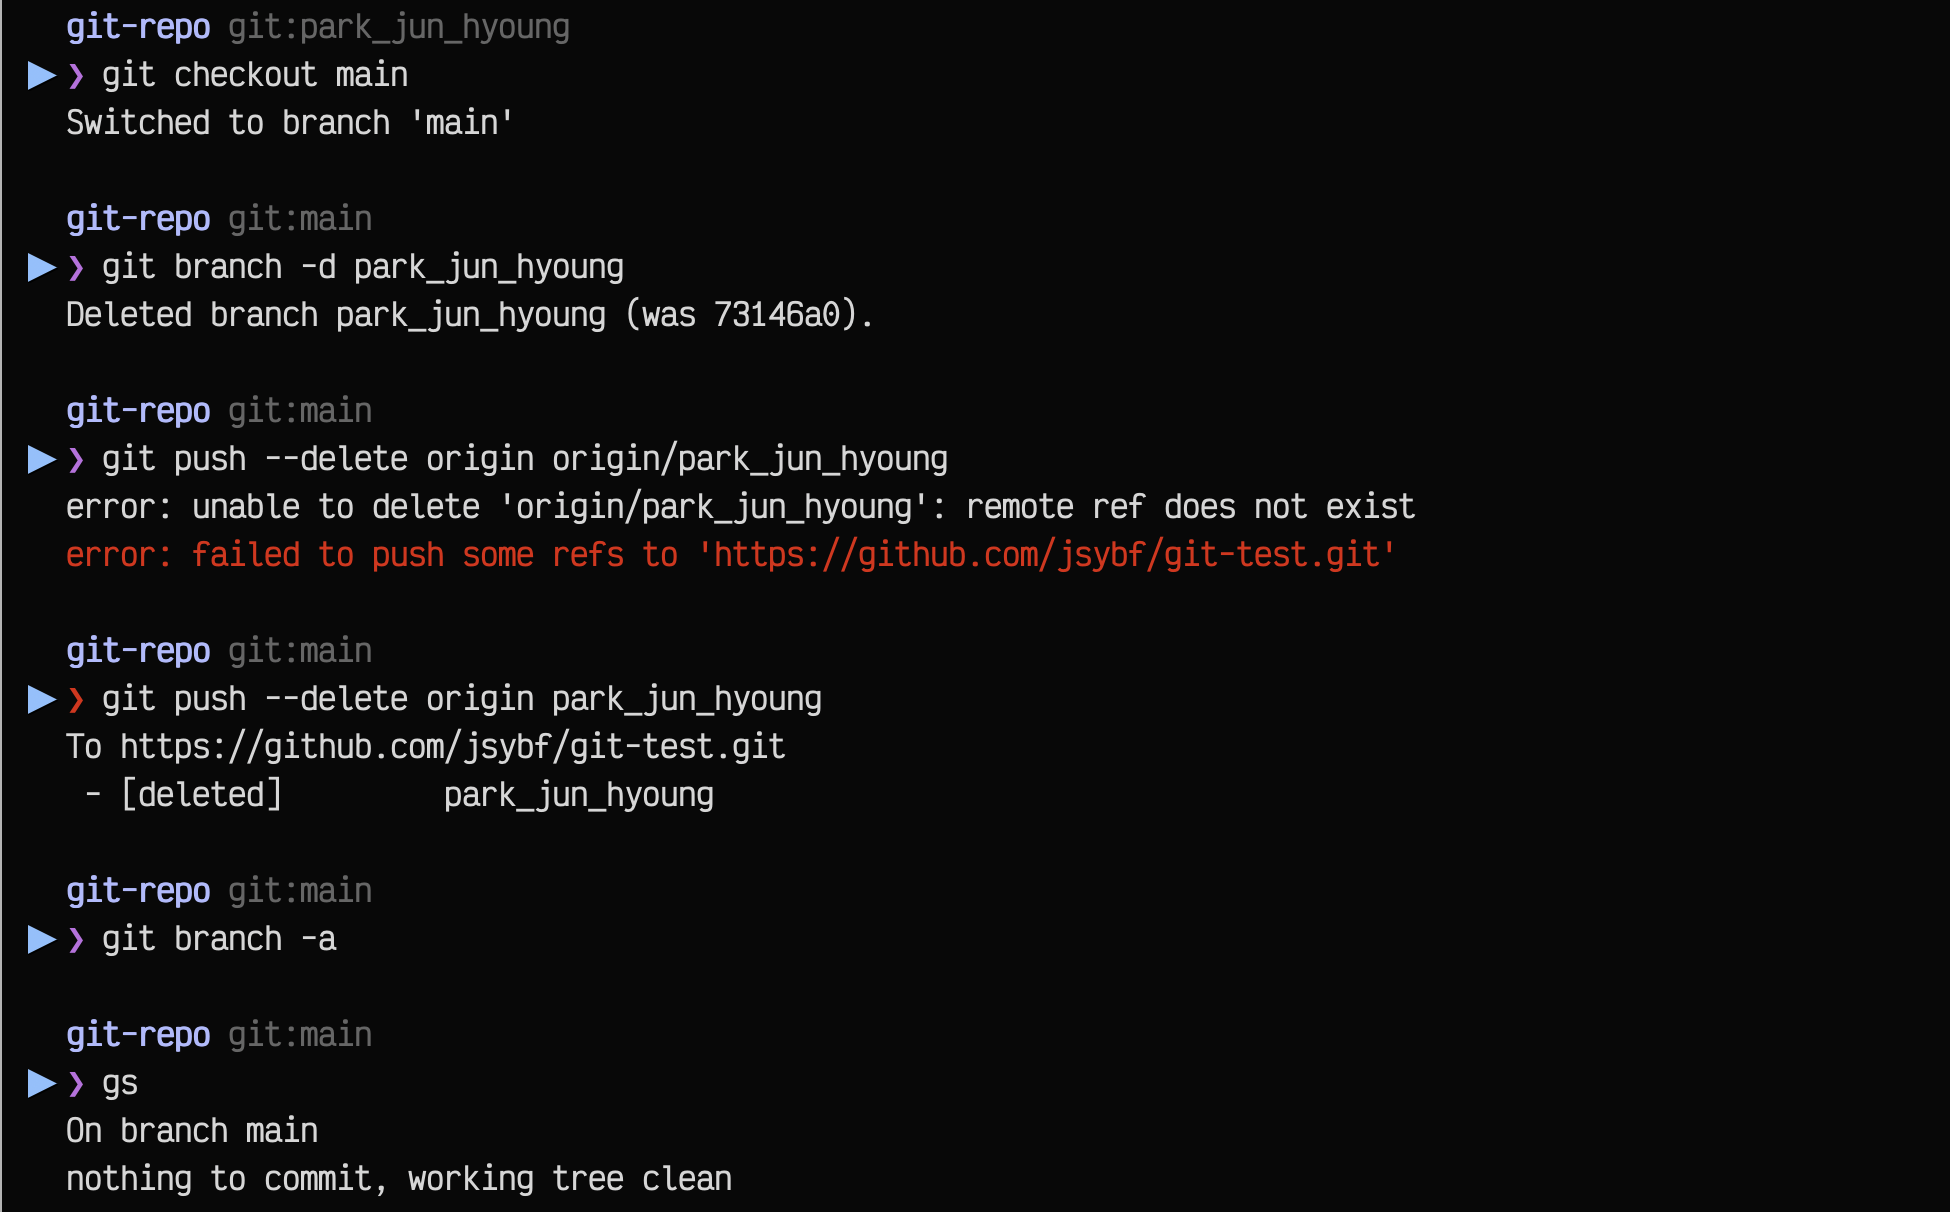 git-repo git:park_jun_hyoung
❯ git checkout main
Switched to branch 'main'
git-repo git:main
❯ git branch -d park_jun_hyoung
Deleted branch park_jun_hyoung (was 73146a0).
git-repo git:main
❯ git push --delete origin origin/park_jun_hyoung
error: unable to delete 'origin/park_jun_hyoung': remote ref does not exist
error: failed to push some refs to 'https://github.com/jsybf/git-test.git'
git-repo git:main
❯ git push --delete origin park_jun_hyoung
To https://github.com/jsybf/git-test.git
 - [deleted]         park_jun_hyoung
git-repo git:main
❯ git branch -a
git-repo git:main
❯ gs
On branch main
nothing to commit, working tree clean